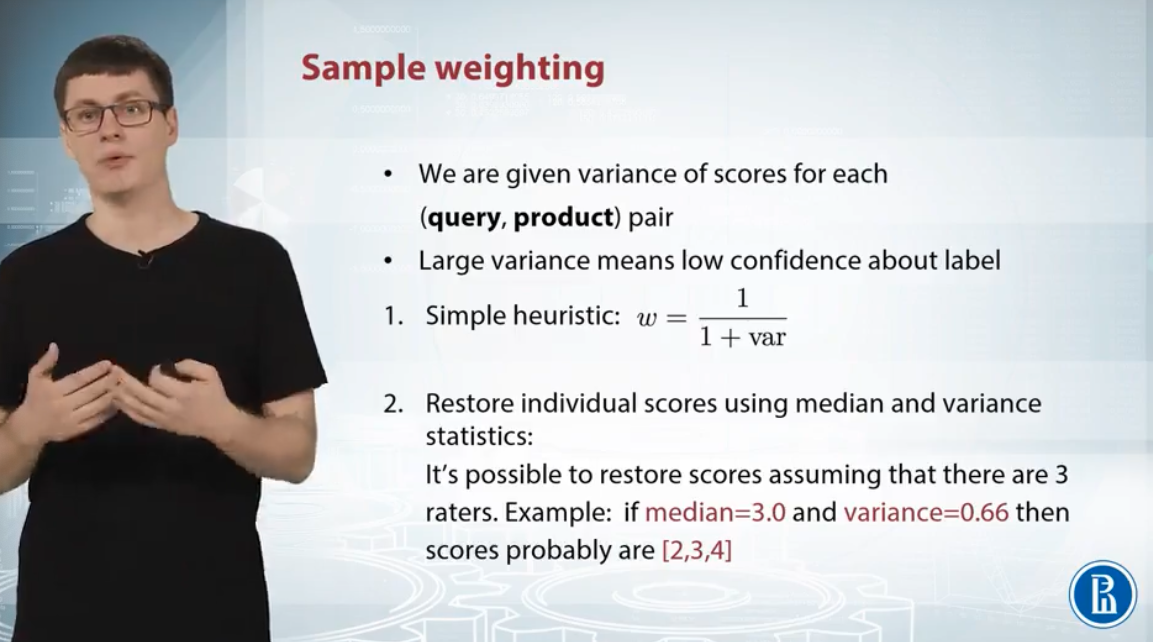 Sample weighting
• We are given variance of scores for each
(query, product) pair
• Large variance means low confidence about label
1. Simple heuristic: w = 1 / (1 + var)
2. Restore individual scores using median and variance
statistics:
It's possible to restore scores assuming that there are 3
raters. Example: if median=3.0 and variance=0.66 then
scores probably are [2,3,4]